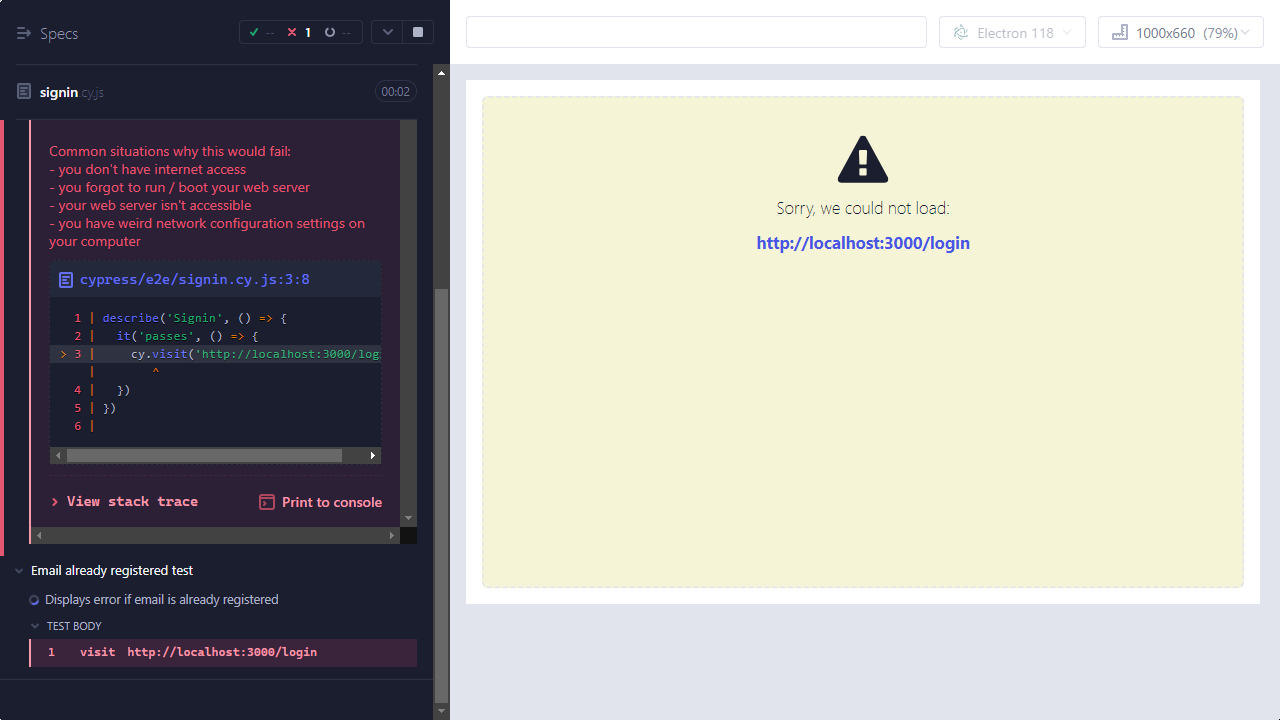 Specs
-- 1 --
signin.cy.js
00:02
Common situations why this would fail:
- you don't have internet access
- you forgot to run / boot your web server
- your web server isn't accessible
- you have weird network configuration settings on
your computer
cypress/e2e/signin.cy.js:3:8
1 | describe('Signin', () => {
2 |   it('passes', () => {
> 3 |     cy.visit('http://localhost:3000/log
|        ^
4 |   })
5 | })
6 |
View stack trace
Print to console
Email already registered test
Displays error if email is already registered
TEST BODY
1 visit http://localhost:3000/login
Electron 118
1000x660 (79%)
Sorry, we could not load:
http://localhost:3000/login